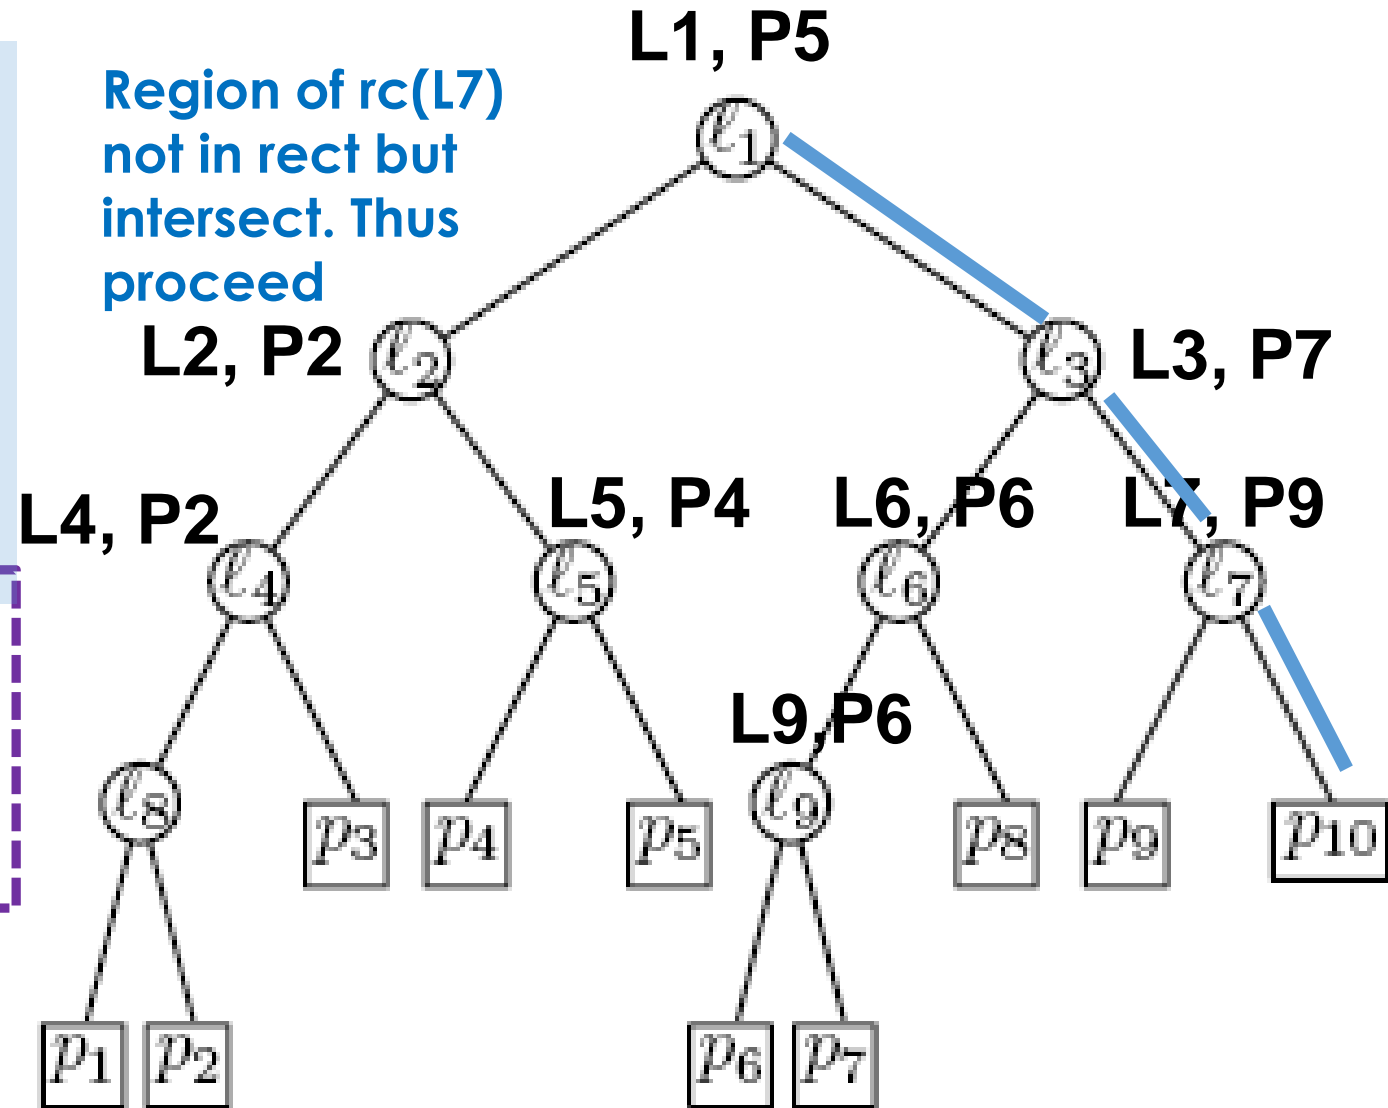 L1, P5
Region of rc(L7)
not in rect but
intersect. Thus
proceed
ℓ1
L2, P2
ℓ2
ℓ3
L3, P7
L4, P2
L5, P4
L6, P6
L7, P9
ℓ4
ℓ5
ℓ6
ℓ7
L9,P6
ℓ8
p3
p4
p5
ℓ9
p8
p9
p10
p1
p2
p6
p7